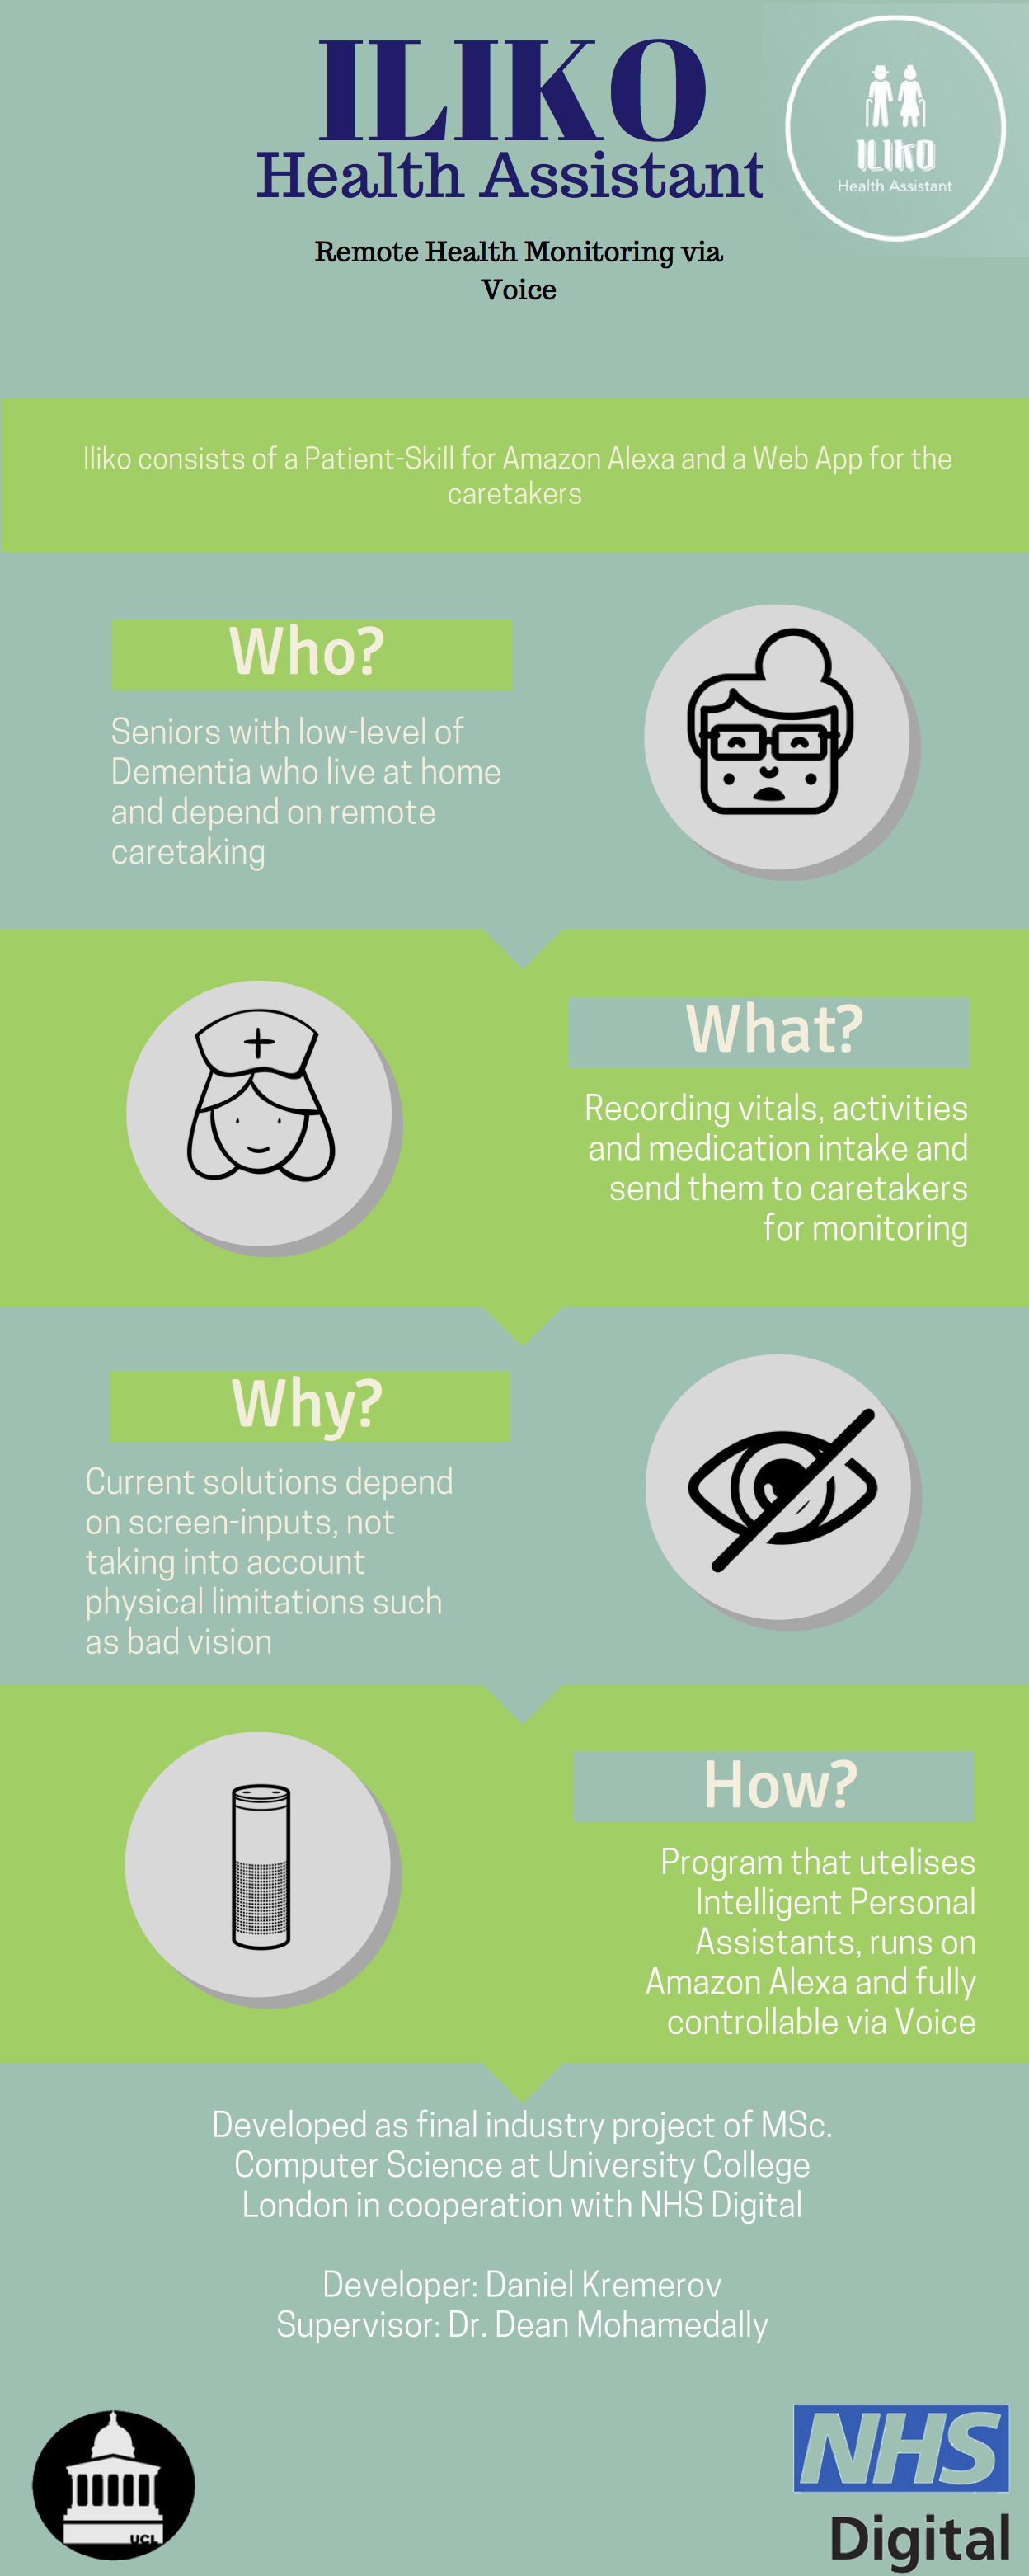 ILIKO
Health Assistant
ILIKO
Health Assistant
Remote Health Monitoring via
Voice
Iliko consists of a Patient-Skill for Amazon Alexa and a Web App for the
caretakers
Who?
Seniors with low-level of
Dementia who live at home
and depend on remote
caretaking
What?
Recording vitals, activities
and medication intake and
send them to caretakers
for monitoring
Why?
Current solutions depend
on screen-inputs, not
taking into account
physical limitations such
as bad vision
How?
Program that utelises
Intelligent Personal
Assistants, runs on
Amazon Alexa and fully
controllable via Voice
Developed as final industry project of MSc.
Computer Science at University College
London in cooperation with NHS Digital
Developer: Daniel Kremerov
Supervisor: Dr. Dean Mohamedally
UCL
NHS
Digital